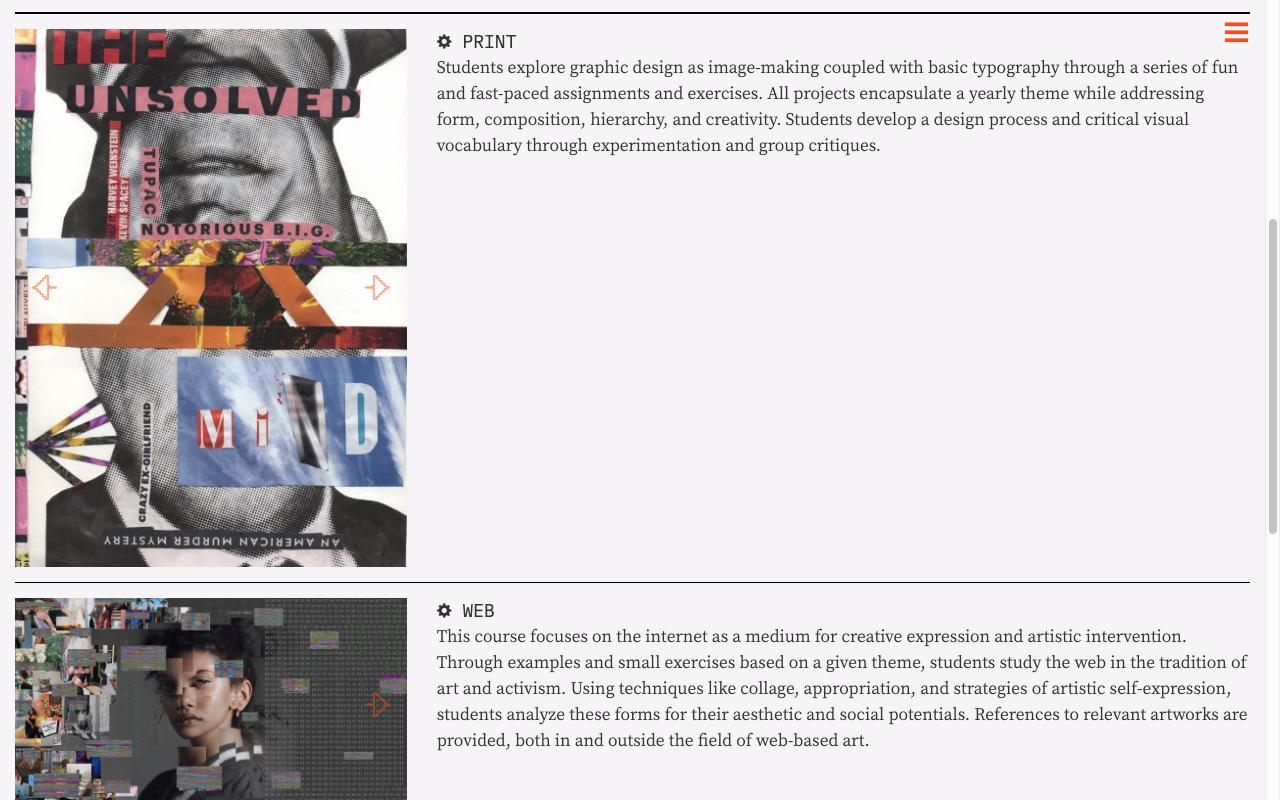 THE
UNSOLVED
HARVEY WEINSTEIN
KEVIN SPACEY
TUPAC
NOTORIOUS B.I.G.
MiND
CRAZY EX-GIRLFRIEND
AN AMERICAN MURDER MYSTERY
PRINT
Students explore graphic design as image-making coupled with basic typography through a series of fun
and fast-paced assignments and exercises. All projects encapsulate a yearly theme while addressing
form, composition, hierarchy, and creativity. Students develop a design process and critical visual
vocabulary through experimentation and group critiques.
WEB
This course focuses on the internet as a medium for creative expression and artistic intervention.
Through examples and small exercises based on a given theme, students study the web in the tradition of
art and activism. Using techniques like collage, appropriation, and strategies of artistic self-expression,
students analyze these forms for their aesthetic and social potentials. References to relevant artworks are
provided, both in and outside the field of web-based art.